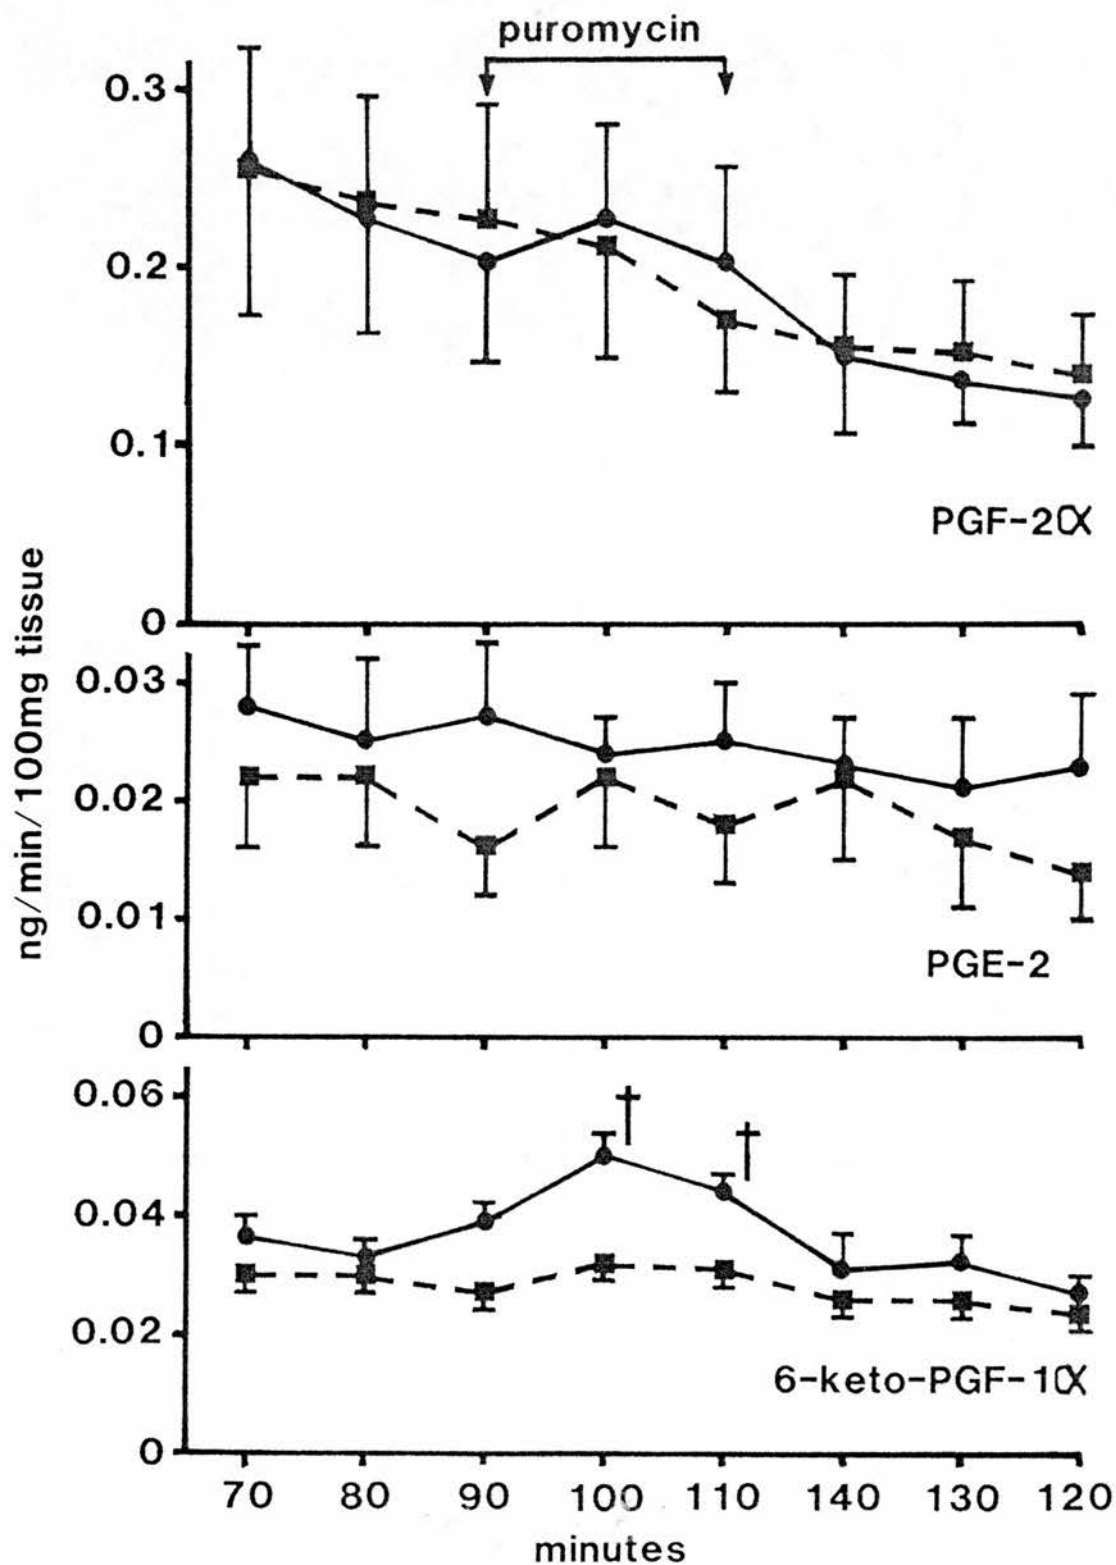 puromycin
0.3
0.2
0.1
0
PGF-2α
ng/min/100mg tissue
0.03
0.02
0.01
0
PGE-2
0.06
†
†
0.04
0.02
0
6-keto-PGF-1α
70 80 90 100 110 140 130 120
minutes